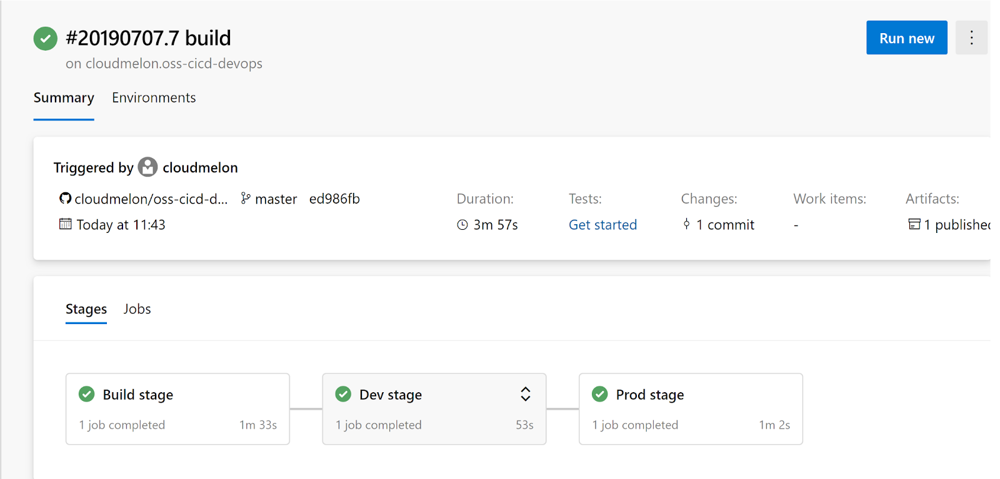 #20190707.7 build
Run new
on cloudmelon.oss-cicd-devops
Summary Environments
Triggered by cloudmelon
cloudmelon/oss-cicd-d... master ed986fb Duration: Tests: Changes: Work items: Artifacts:
Today at 11:43 3m 57s Get started 1 commit - 1 published
Stages Jobs
Build stage Dev stage Prod stage
1 job completed 1m 33s 1 job completed 53s 1 job completed 1m 2s